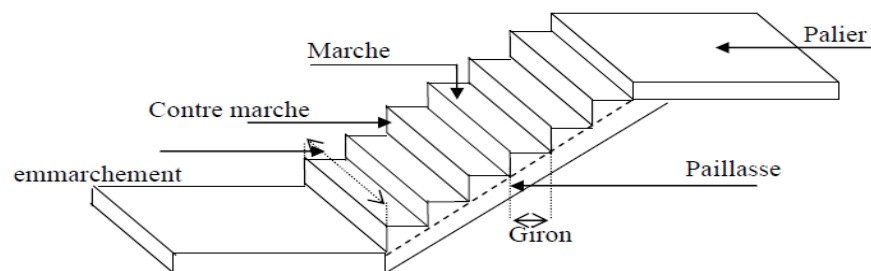 Palier
Marche
Contre marche
emmarchement
Paillasse
Giron